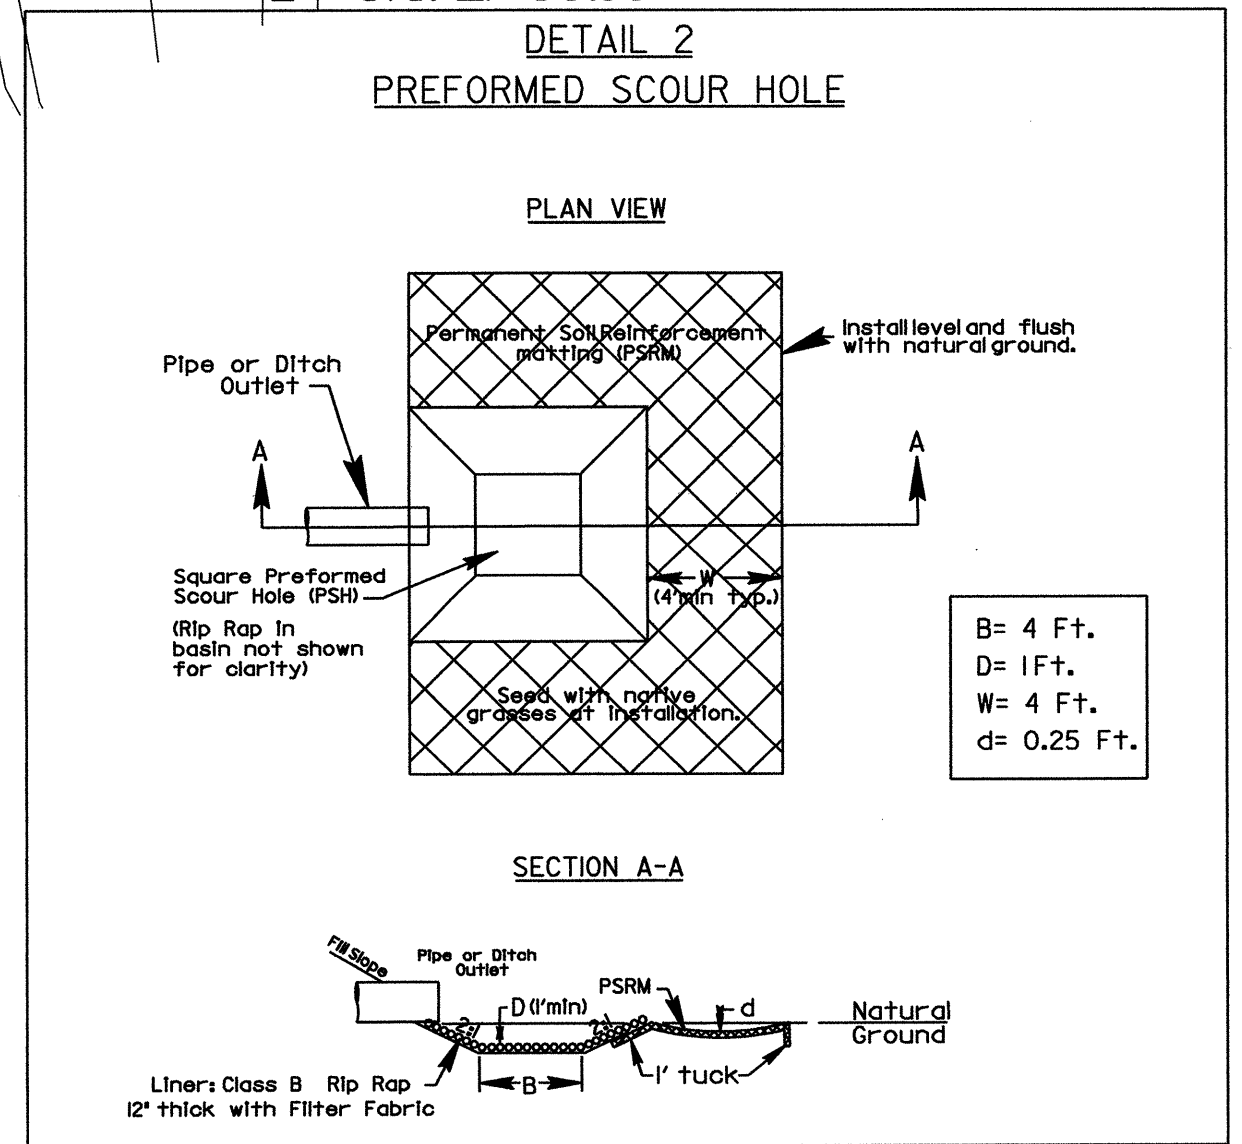 DETAIL 2
PREFORMED SCOUR HOLE
PLAN VIEW
Permanent Soil Reinforcement
matting (PSRM)
Install level and flush
with natural ground.
Pipe or Ditch
Outlet
A
A
Square Preformed
Scour Hole (PSH)
(Rip Rap in
basin not shown
for clarity)
W
(4'min typ.)
Seed with native
grasses at installation.
B= 4 Ft.
D= 1Ft.
W= 4 Ft.
d= 0.25 Ft.
SECTION A-A
Fill Slope
Pipe or Ditch
Outlet
D (1'min)
PSRM
d
Natural
Ground
2:1
2:1
B
1' tuck
Liner: Class B Rip Rap
12" thick with Filter Fabric